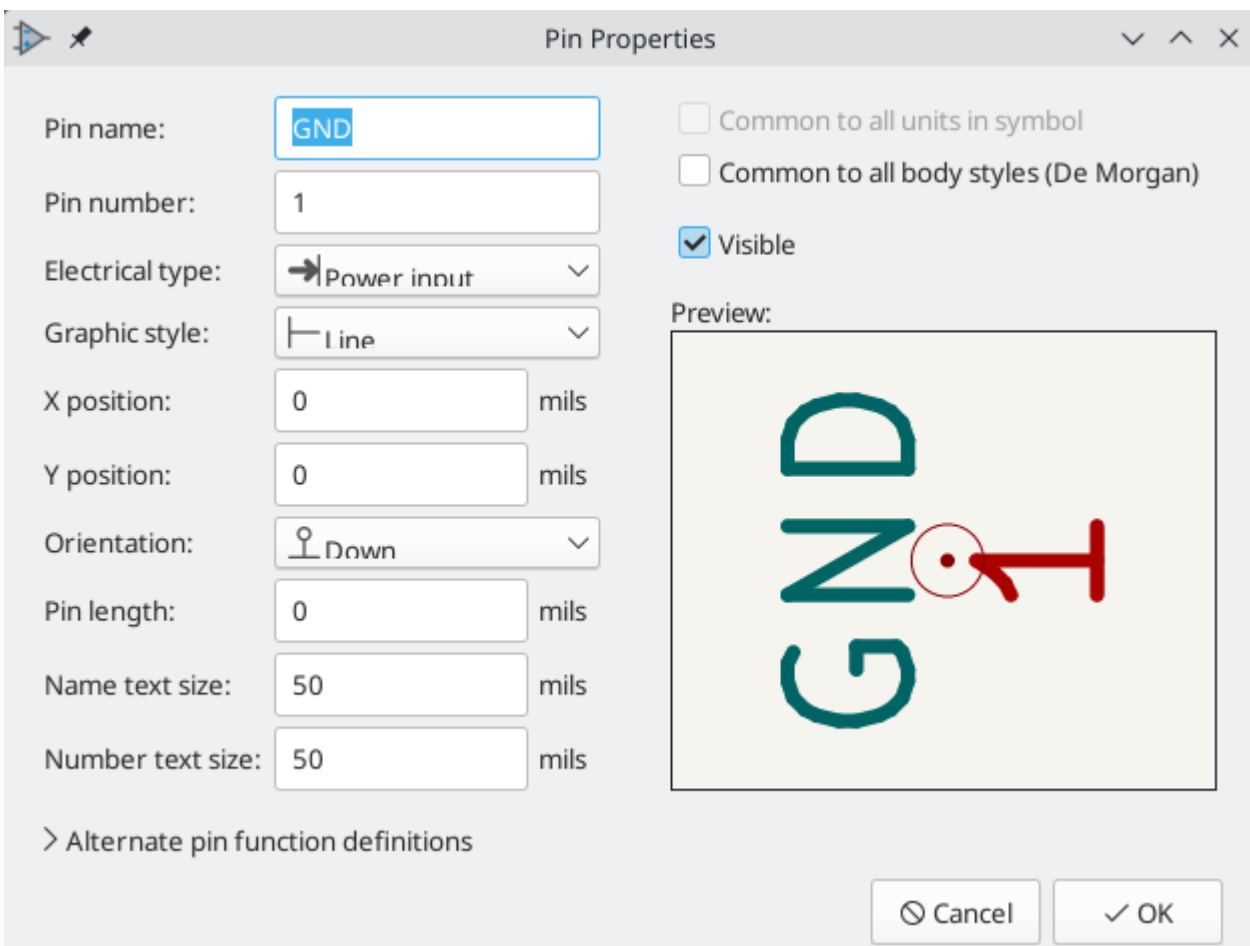 Pin Properties
Pin name: GND
Pin number: 1
Electrical type: Power input
Graphic style: Line
X position: 0 mils
Y position: 0 mils
Orientation: Down
Pin length: 0 mils
Name text size: 50 mils
Number text size: 50 mils
Alternate pin function definitions
Common to all units in symbol
Common to all body styles (De Morgan)
Visible
Preview:
GND
1
Cancel OK